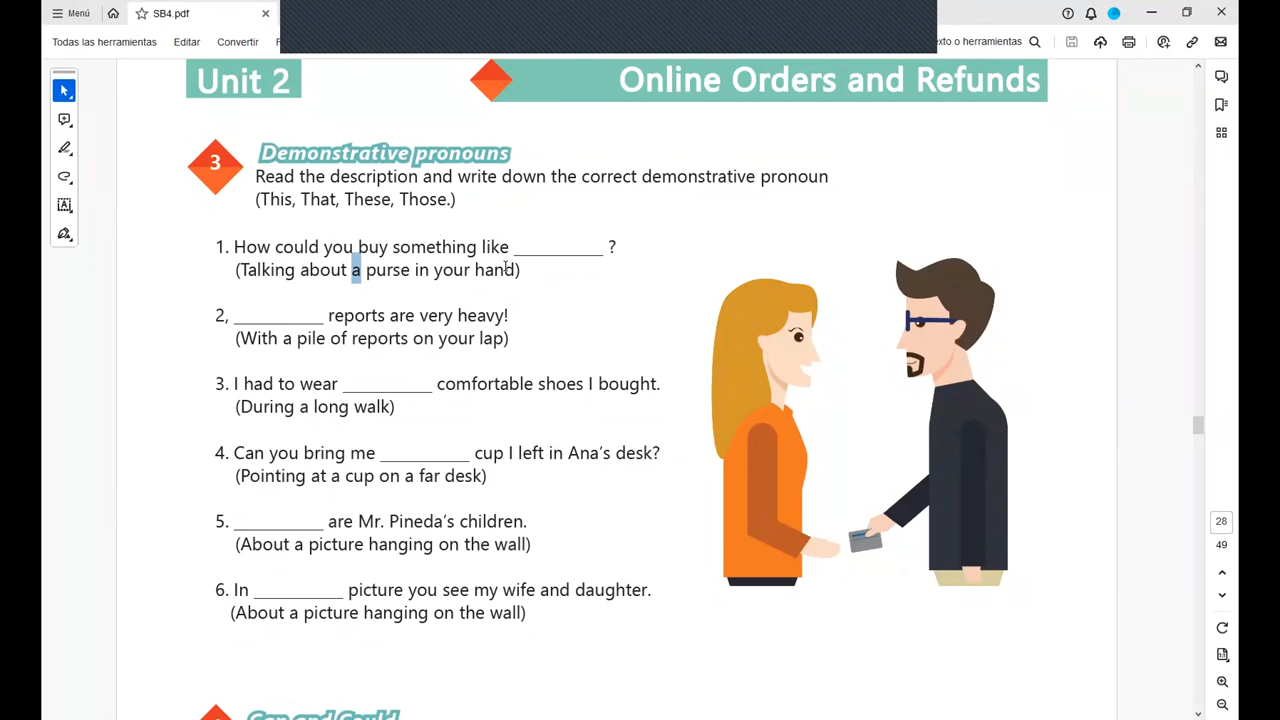 Menú
SB4.pdf
Todas las herramientas
Editar
Convertir
exto o herramientas
Unit 2
Online Orders and Refunds
3
Demonstrative pronouns
Read the description and write down the correct demonstrative pronoun
(This, That, These, Those.)
1. How could you buy something like __________ ?
(Talking about a purse in your hand)
2, __________ reports are very heavy!
(With a pile of reports on your lap)
3. I had to wear __________ comfortable shoes I bought.
(During a long walk)
4. Can you bring me __________ cup I left in Ana’s desk?
(Pointing at a cup on a far desk)
5. __________ are Mr. Pineda’s children.
(About a picture hanging on the wall)
6. In __________ picture you see my wife and daughter.
(About a picture hanging on the wall)
28
49
Can and Could